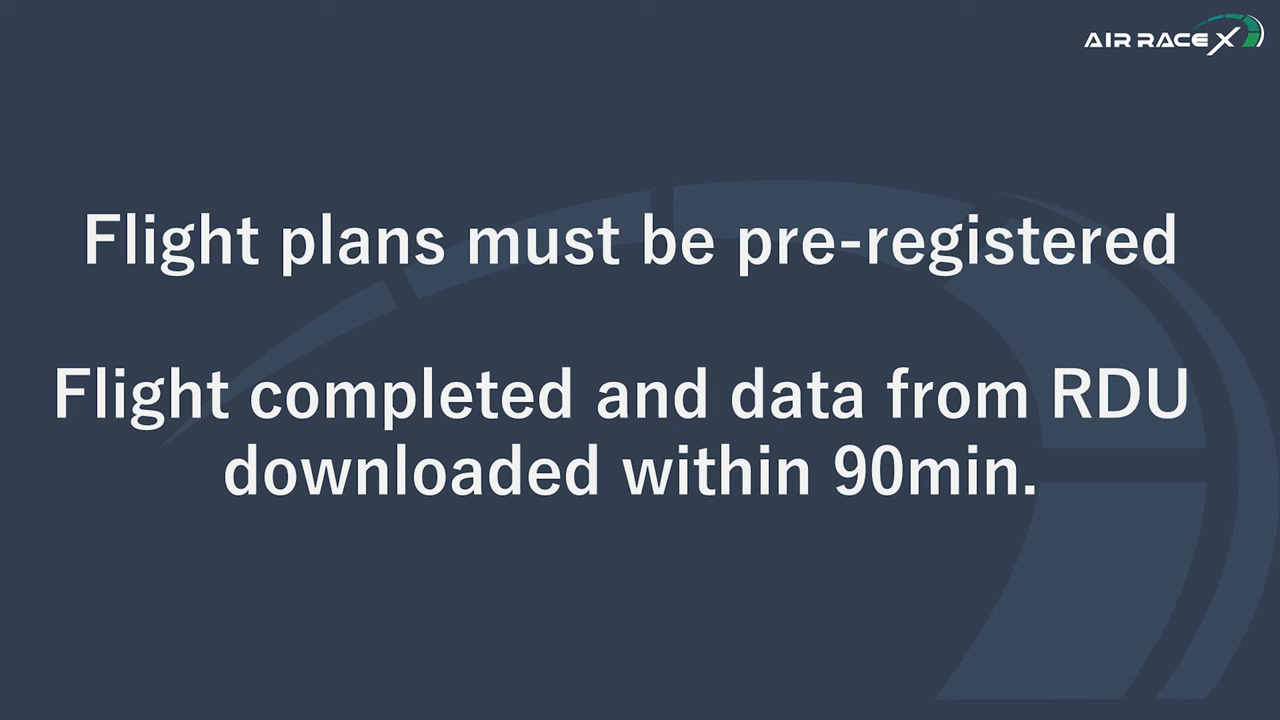 AIR RACE X
Flight plans must be pre-registered
Flight completed and data from RDU
downloaded within 90min.